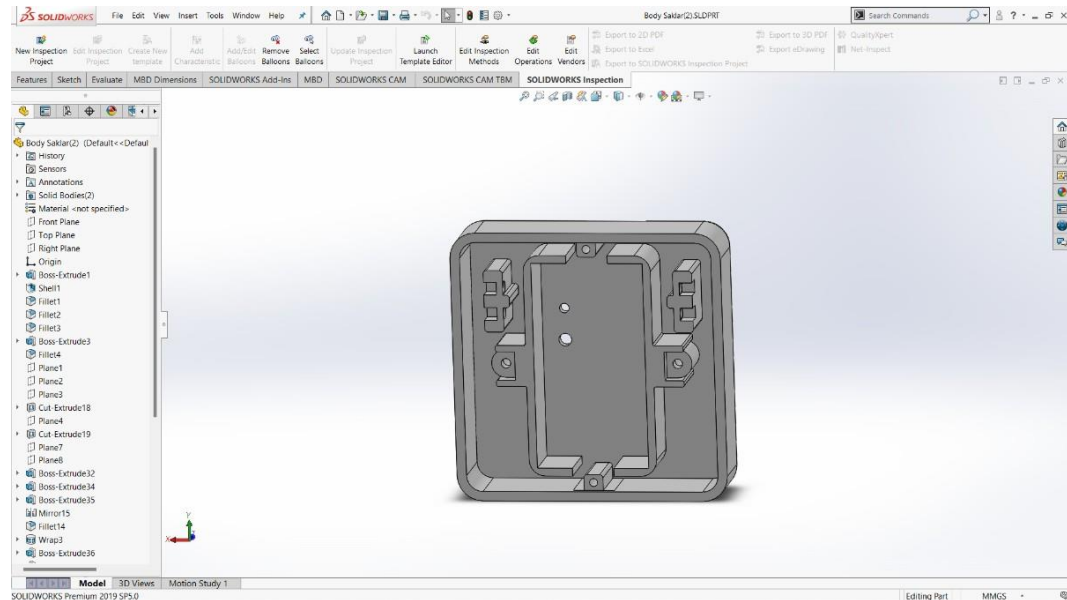 SOLIDWORKS File Edit View Insert Tools Window Help Body Saklar(2).SLDPRT Search Commands
New Inspection Project
Edit Inspection Project
Create New template
Add Characteristic
Add/Edit Balloons
Remove Balloons
Select Balloons
Update Inspection Project
Launch Template Editor
Edit Inspection Methods
Edit Operations
Edit Vendors
Export to 2D PDF
Export to Excel
Export to SOLIDWORKS Inspection Project
Export to 3D PDF
Export eDrawing
QualityXpert
Net-Inspect
Features Sketch Evaluate MBD Dimensions SOLIDWORKS Add-Ins MBD SOLIDWORKS CAM SOLIDWORKS CAM TBM SOLIDWORKS Inspection
Body Saklar(2) (Default<<Defaul
History
Sensors
Annotations
Solid Bodies(2)
Material <not specified>
Front Plane
Top Plane
Right Plane
Origin
Boss-Extrude1
Shell1
Fillet1
Fillet2
Fillet3
Boss-Extrude3
Fillet4
Plane1
Plane2
Plane3
Cut-Extrude18
Plane4
Cut-Extrude19
Plane7
Plane8
Boss-Extrude32
Boss-Extrude34
Boss-Extrude35
Mirror15
Fillet14
Wrap3
Boss-Extrude36
Y
X
Model 3D Views Motion Study 1
SOLIDWORKS Premium 2019 SP5.0 Editing Part MMGS